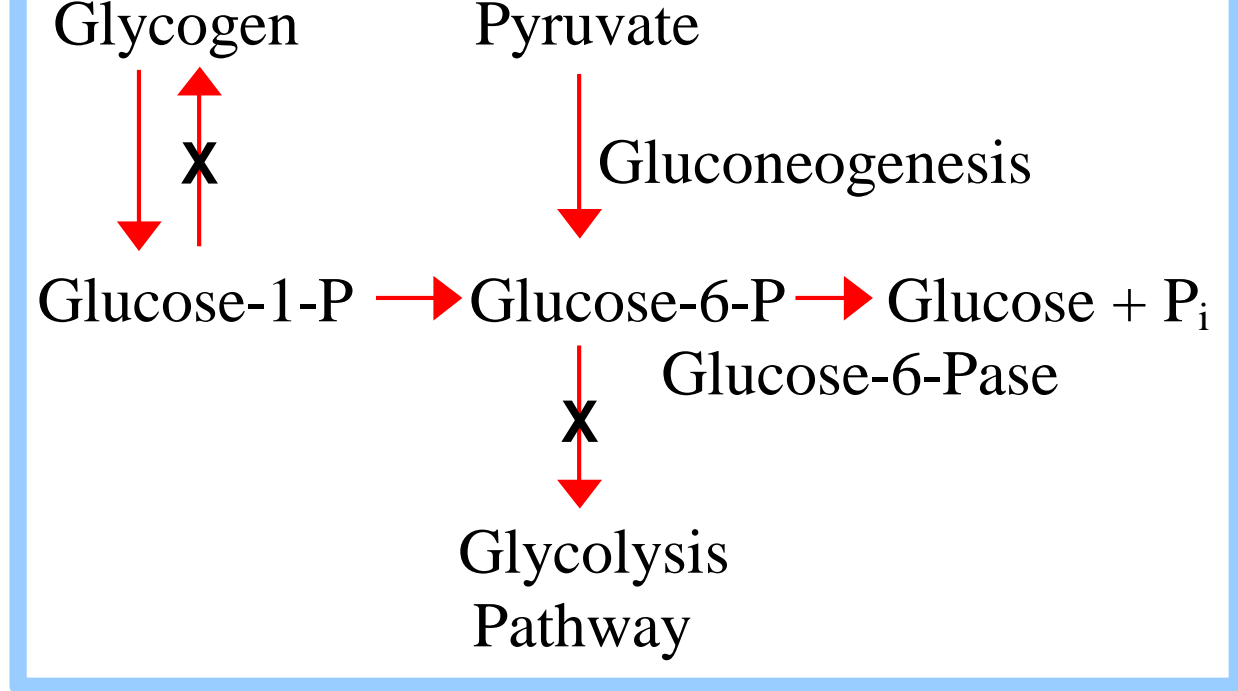 Glycogen Pyruvate
X Gluconeogenesis
Glucose-1-P Glucose-6-P Glucose + Pi
Glucose-6-Pase
X
Glycolysis
Pathway